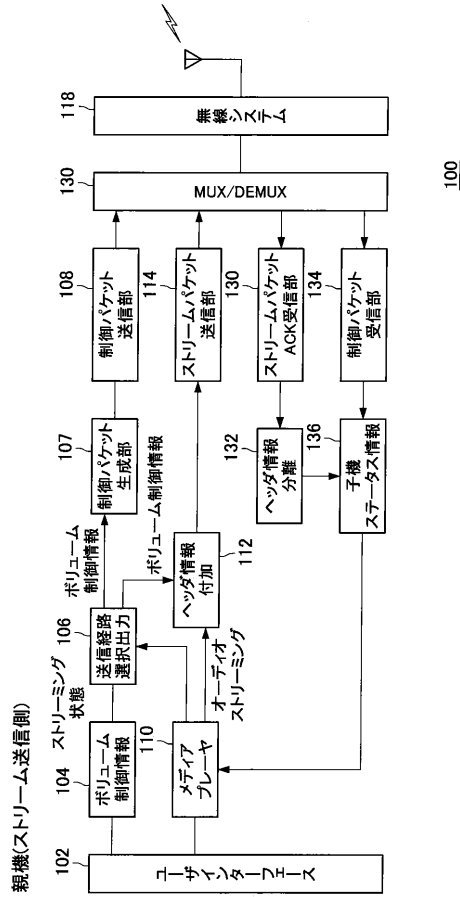 親機(ストリーム送信側)
102
ユーザインターフェース
104
ボリューム
制御情報
ストリーミング
状態
106
送信経路
選択出力
ボリューム
制御情報
107
制御パケット
生成部
108
制御パケット
送信部
110
メディア
プレーヤ
オーディオ
ストリーミング
ボリューム制御情報
ヘッダ情報
付加
112
114
ストリームパケット
送信部
132
ヘッダ情報
分離
130
ストリームパケット
ACK受信部
136
子機
ステータス情報
134
制御パケット
受信部
130
MUX/DEMUX
118
無線システム
100